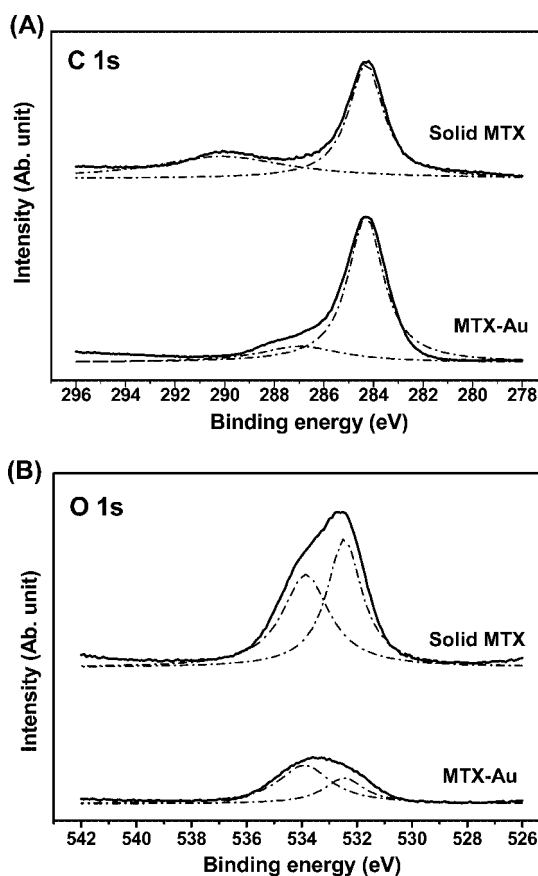 (A)
C 1s
Solid MTX
MTX-Au
Intensity (Ab. unit)
296 294 292 290 288 286 284 282 280 278
Binding energy (eV)
(B)
O 1s
Solid MTX
MTX-Au
Intensity (Ab. unit)
542 540 538 536 534 532 530 528 526
Binding energy (eV)